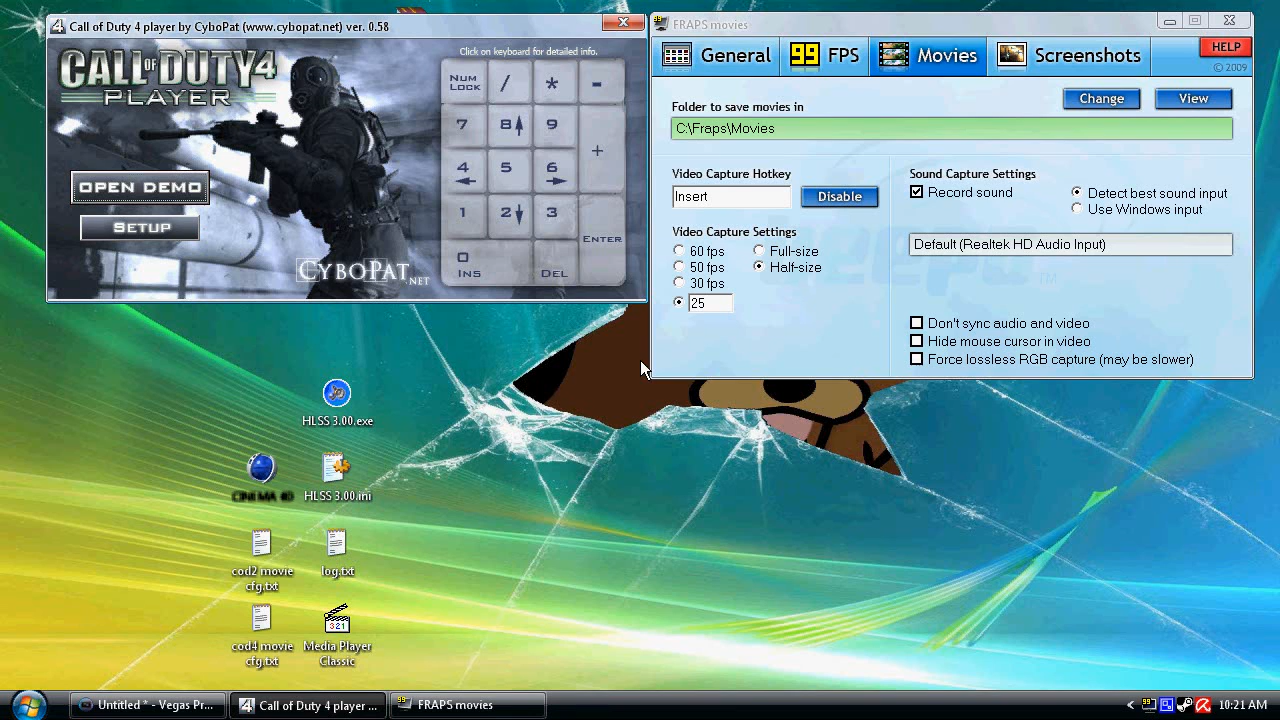 Call of Duty 4 player by CyboPat (www.cybopat.net) ver. 0.58
CALL OF DUTY 4
PLAYER
OPEN DEMO
SETUP
CYBOPAT.NET
Click on keyboard for detailed info.
NUM LOCK / * -
7 8 9
+
4 5 6
1 2 3
ENTER
0
INS DEL
FRAPS movies
General
99 FPS
Movies
Screenshots
HELP
© 2009
Folder to save movies in
Change
View
C:\Fraps\Movies
Video Capture Hotkey
Insert
Disable
Video Capture Settings
60 fps
Full-size
50 fps
Half-size
30 fps
25
Sound Capture Settings
Record sound
Detect best sound input
Use Windows input
Default (Realtek HD Audio Input)
Don't sync audio and video
Hide mouse cursor in video
Force lossless RGB capture (may be slower)
HLSS 3.00.exe
CINEMA 4D
HLSS 3.00.ini
cod2 movie
cfg.txt
log.txt
cod4 movie
cfg.txt
321
Media Player
Classic
Untitled * - Vegas Pr...
4
Call of Duty 4 player ...
FRAPS movies
10:21 AM